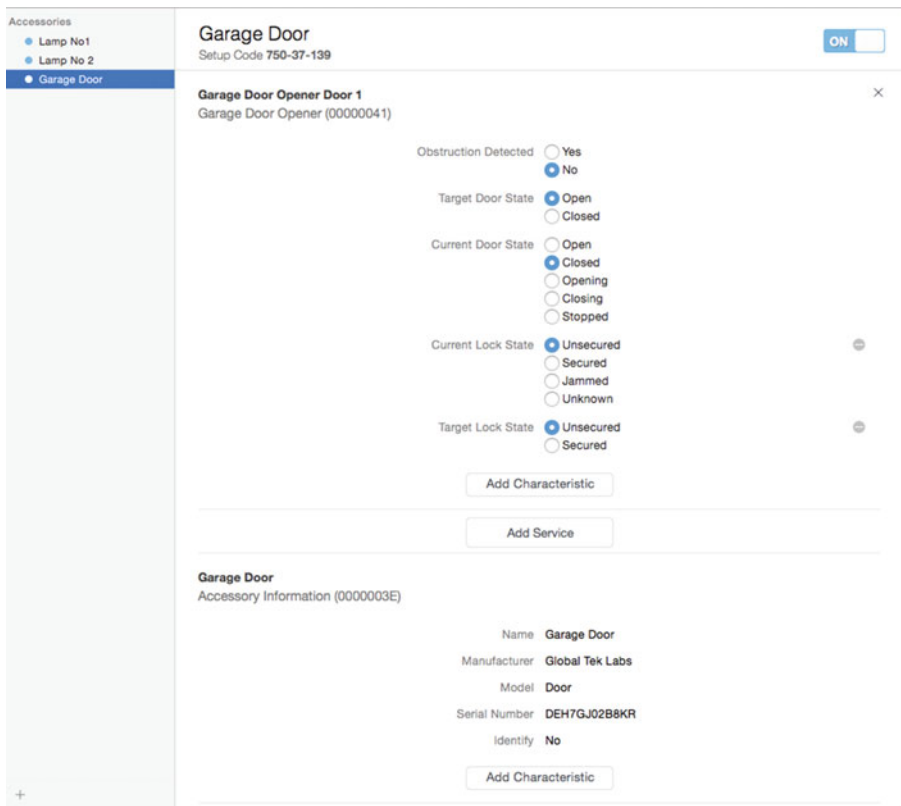 Accessories
Lamp No1
Lamp No 2
Garage Door
Garage Door
Setup Code 750-37-139
ON
Garage Door Opener Door 1
Garage Door Opener (00000041)
Obstruction Detected Yes
No
Target Door State Open
Closed
Current Door State Open
Closed
Opening
Closing
Stopped
Current Lock State Unsecured
Secured
Jammed
Unknown
Target Lock State Unsecured
Secured
Add Characteristic
Add Service
Garage Door
Accessory Information (0000003E)
Name Garage Door
Manufacturer Global Tek Labs
Model Door
Serial Number DEH7GJ02B8KR
Identify No
Add Characteristic